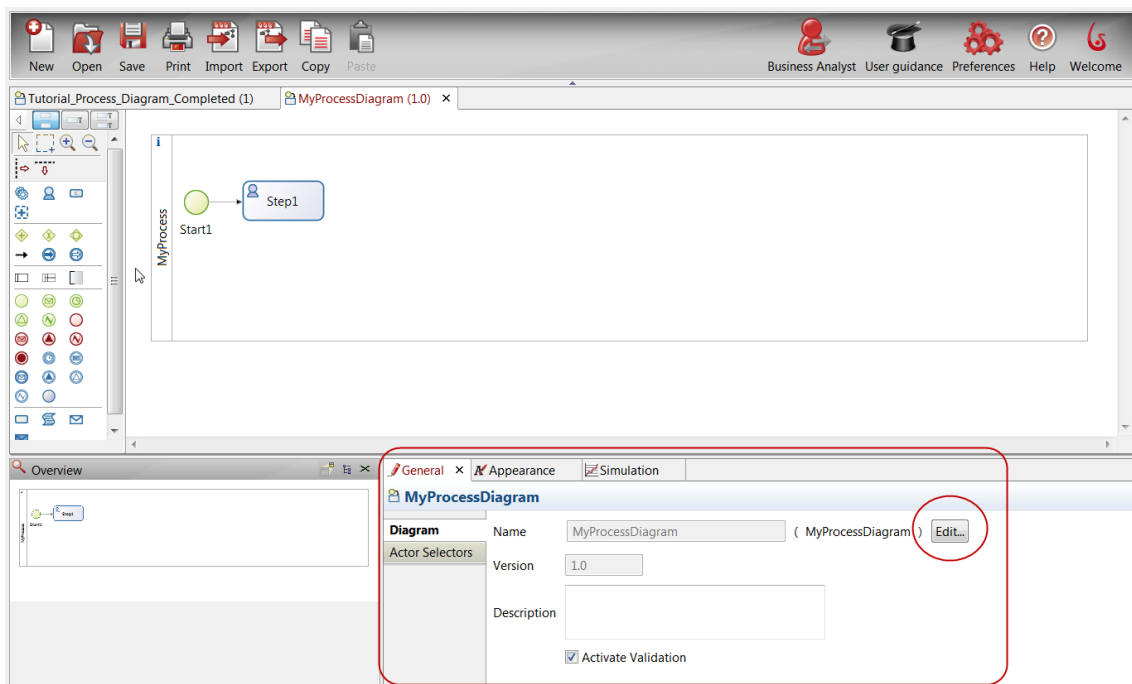 New Open Save Print Import Export Copy Paste Business Analyst User guidance Preferences Help Welcome
Tutorial_Process_Diagram_Completed (1) MyProcessDiagram (1.0)
MyProcess
Start1
Step1
Overview
General Appearance Simulation
MyProcessDiagram
Diagram
Actor Selectors
Name MyProcessDiagram ( MyProcessDiagram ) Edit...
Version 1.0
Description
Activate Validation